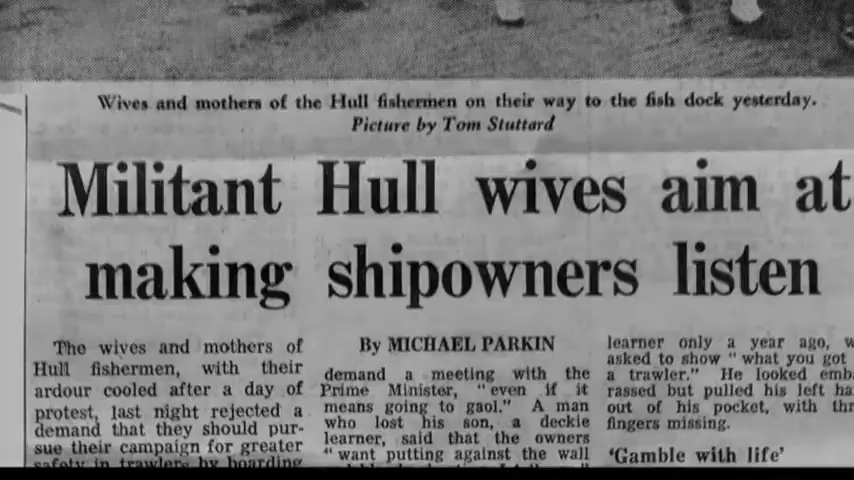 Wives and mothers of the Hull fishermen on their way to the fish dock yesterday.
Picture by Tom Stuttard
Militant Hull wives aim at
making shipowners listen
The wives and mothers of
Hull fishermen, with their
ardour cooled after a day of
protest, last night rejected a
demand that they should pur-
sue their campaign for greater
safety in trawlers by boarding
By MICHAEL PARKIN
demand a meeting with the
Prime Minister, "even if it
means going to gaol." A man
who lost his son, a deckie
learner, said that the owners
"want putting against the wall
learner only a year ago, w
asked to show "what you got
a trawler." He looked emb
rassed but pulled his left ha
out of his pocket, with thr
fingers missing.
'Gamble with life'